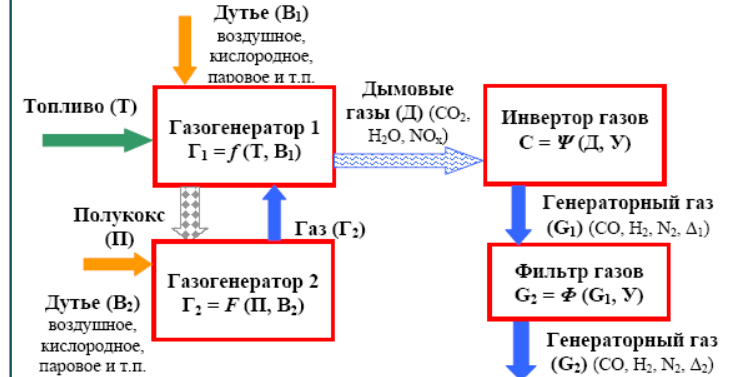 Дутье (В₁)
воздушное,
кислородное,
паровое и т.п.
Топливо (Т)
Газогенератор 1
Г₁ =f (Т, В₁)
Дымовые
газы (Д) (CO₂,
H₂O, NOₓ)
Инвертор газов
С = Ψ (Д, У)
Полукокс
(П)
Газ (Г₂)
Генераторный газ
(G₁) (CO, H₂, N₂, Δ₁)
Газогенератор 2
Г₂ = F (П, В₂)
Фильтр газов
G₂ = Φ (G₁, У)
Дутье (В₂)
воздушное,
кислородное,
паровое и т.п.
Генераторный газ
(G₂) (CO, H₂, N₂, Δ₂)